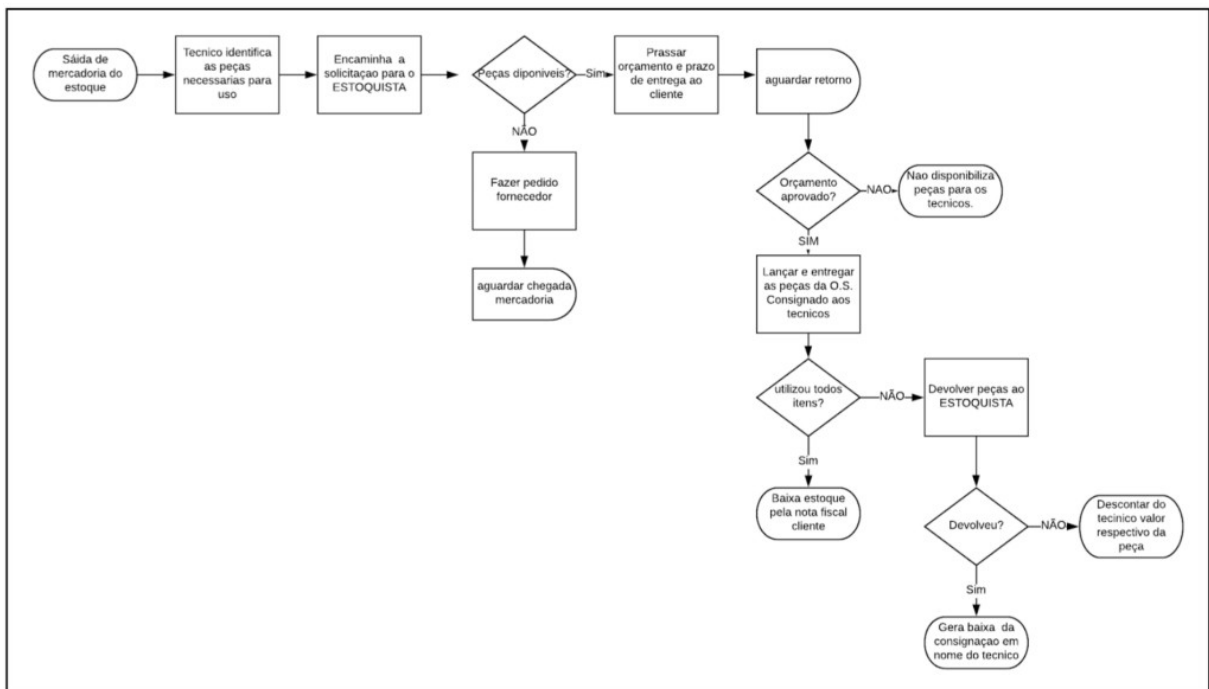 Sáida de
mercadoria do
estoque
Tecnico identifica
as peças
necessarias para
uso
Encaminha a
solicitaçao para o
ESTOQUISTA
Peças diponiveis?
Sim
Prassar
orçamento e prazo
de entrega ao
cliente
aguardar retorno
NÃO
Fazer pedido
fornecedor
aguardar chegada
mercadoria
Orçamento
aprovado?
NAO
Nao disponibiliza
peças para os
tecnicos.
SIM
Lançar e entregar
as peças da O.S.
Consignado aos
tecnicos
utilizou todos
itens?
NÃO
Devolver peças ao
ESTOQUISTA
Sim
Baixa estoque
pela nota fiscal
cliente
Devolveu?
NÃO
Descontar do
tecinico valor
respectivo da
peça
Sim
Gera baixa da
consignaçao em
nome do tecnico